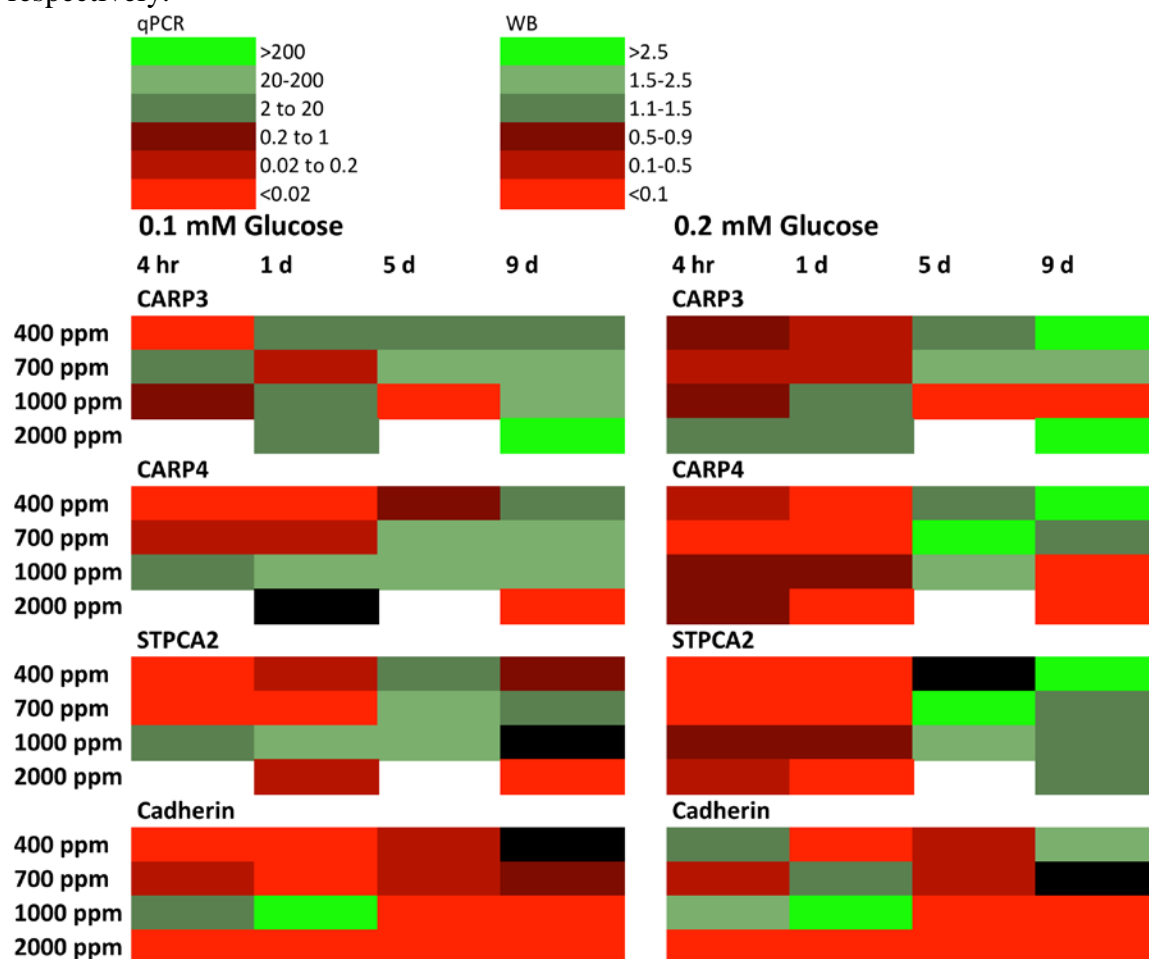 respectively.
qPCR WB
>200 >2.5
20-200 1.5-2.5
2 to 20 1.1-1.5
0.2 to 1 0.5-0.9
0.02 to 0.2 0.1-0.5
<0.02 <0.1
0.1 mM Glucose 0.2 mM Glucose
4 hr 1 d 5 d 9 d 4 hr 1 d 5 d 9 d
CARP3 CARP3
400 ppm
700 ppm
1000 ppm
2000 ppm
CARP4 CARP4
400 ppm
700 ppm
1000 ppm
2000 ppm
STPCA2 STPCA2
400 ppm
700 ppm
1000 ppm
2000 ppm
Cadherin Cadherin
400 ppm
700 ppm
1000 ppm
2000 ppm